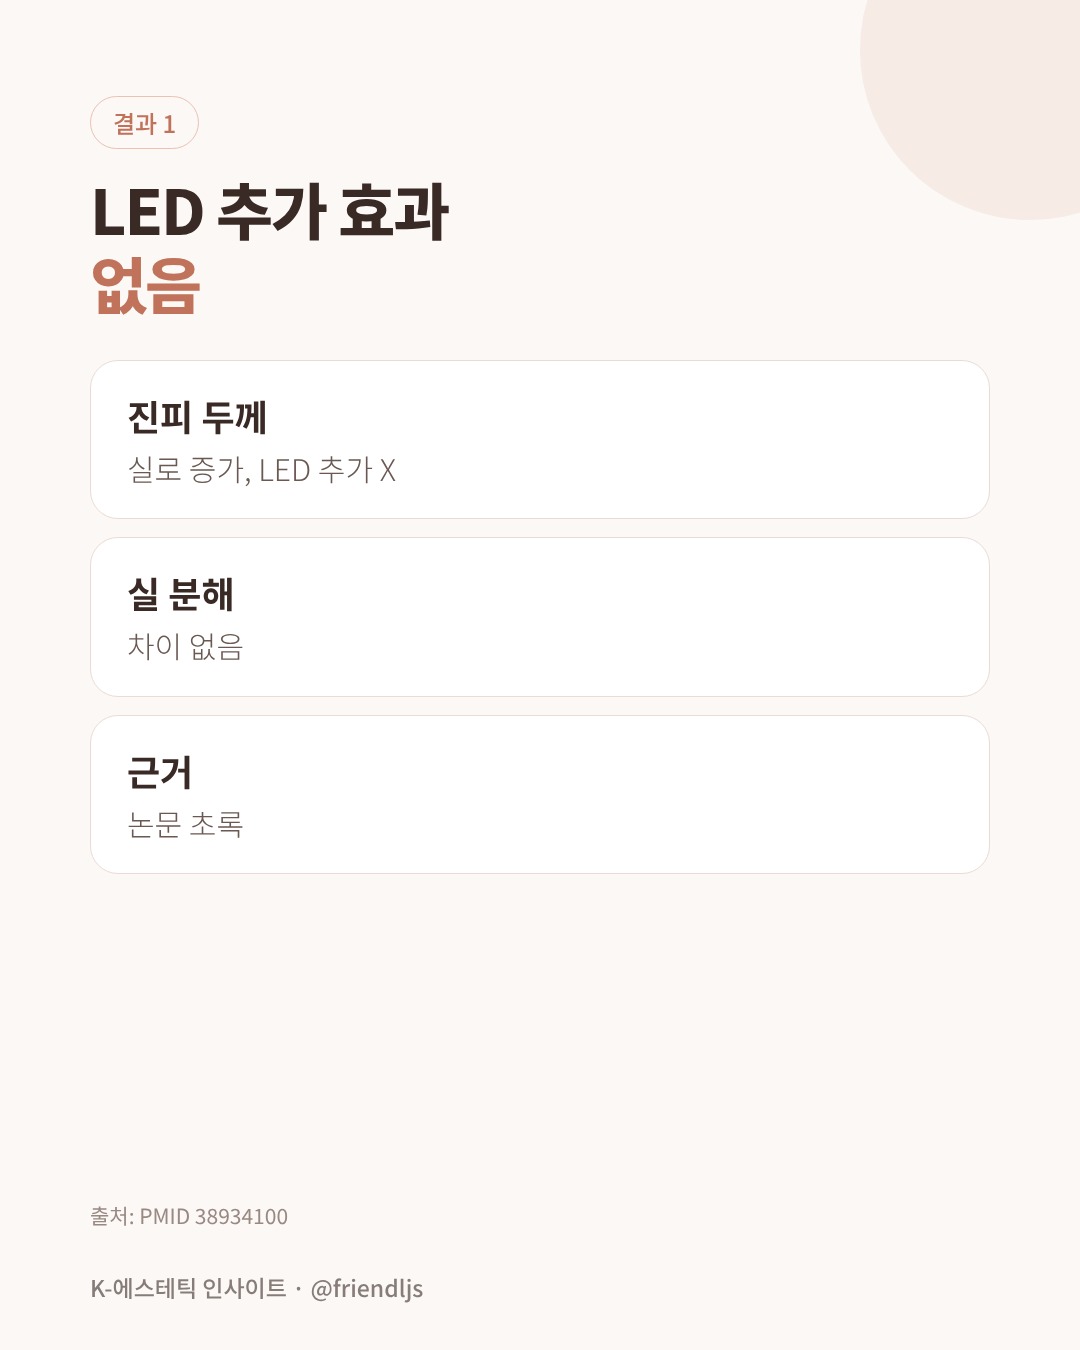 결과 1
LED 추가 효과
없음
진피 두께
실로 증가, LED 추가 X
실 분해
차이 없음
근거
논문 초록
출처: PMID 38934100
K-에스테틱 인사이트 · @friendljs